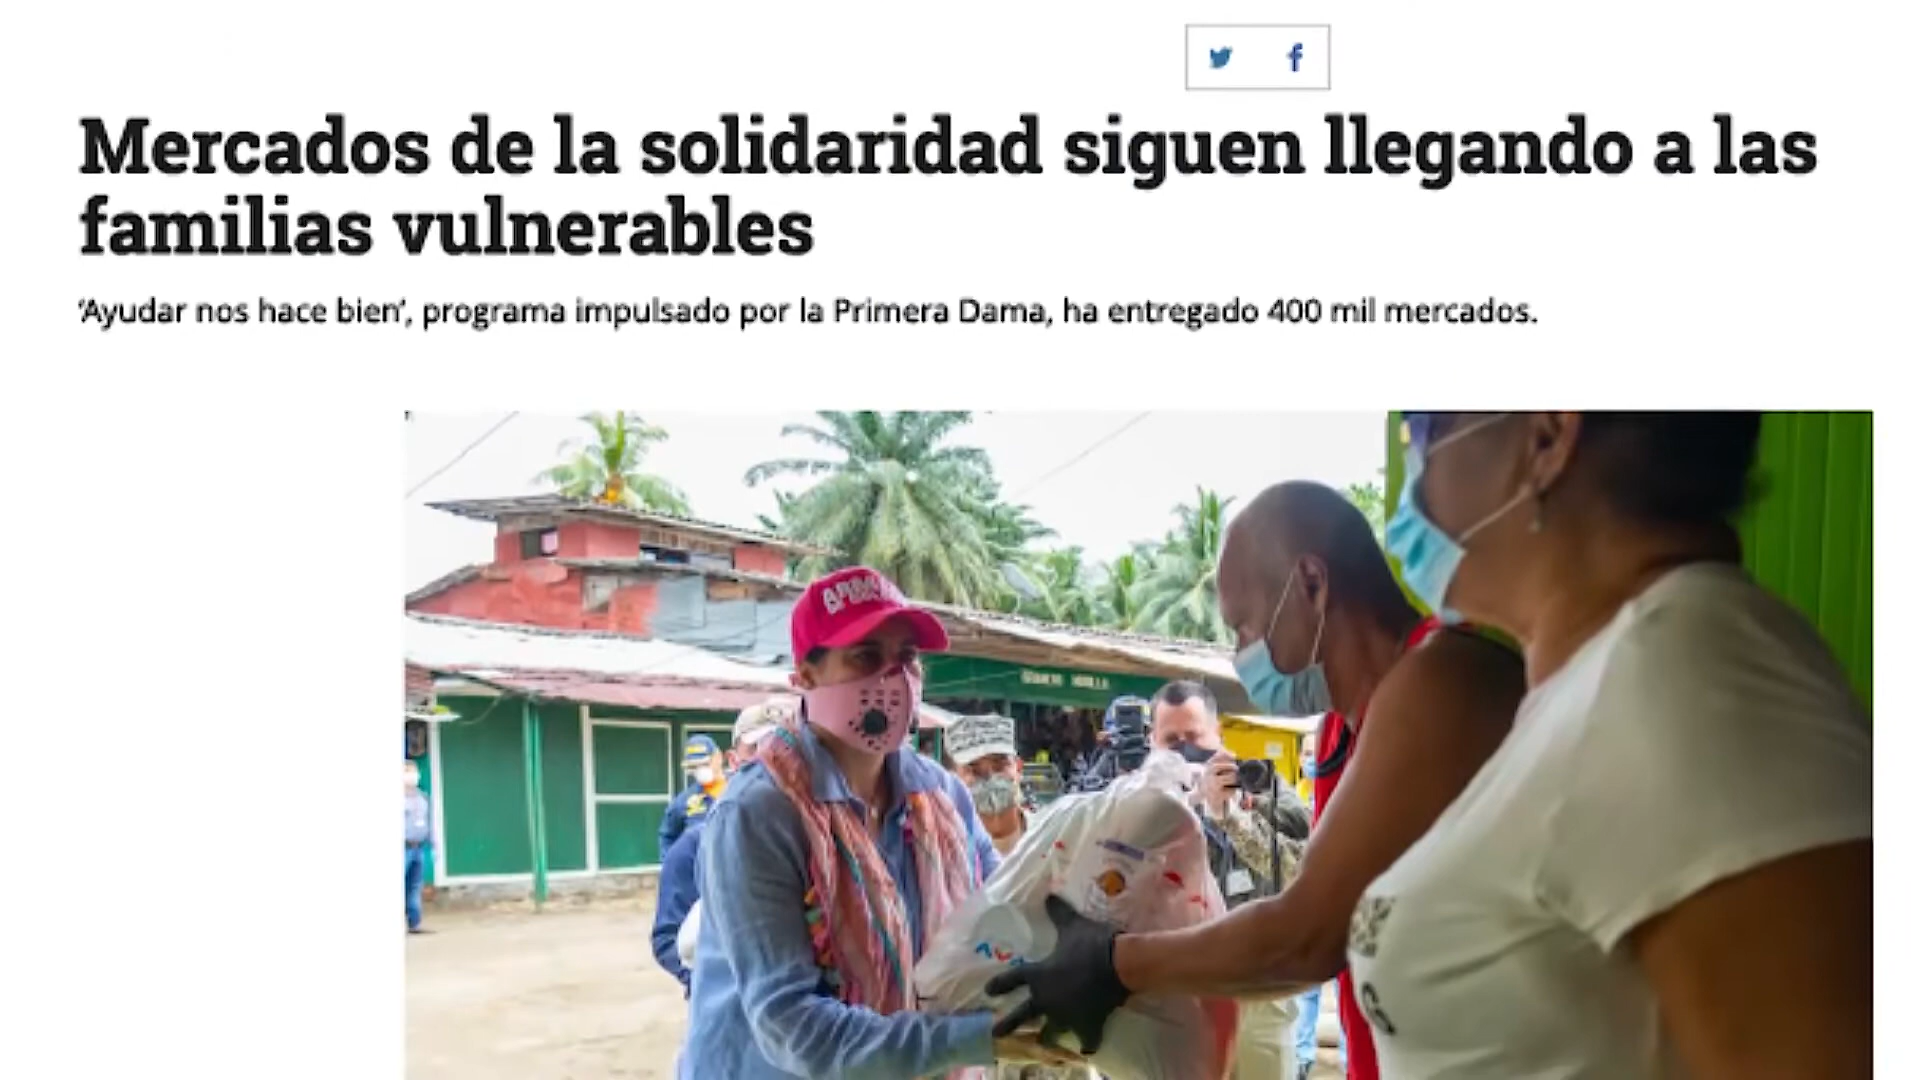 Mercados de la solidaridad siguen llegando a las
familias vulnerables
‘Ayudar nos hace bien’, programa impulsado por la Primera Dama, ha entregado 400 mil mercados.